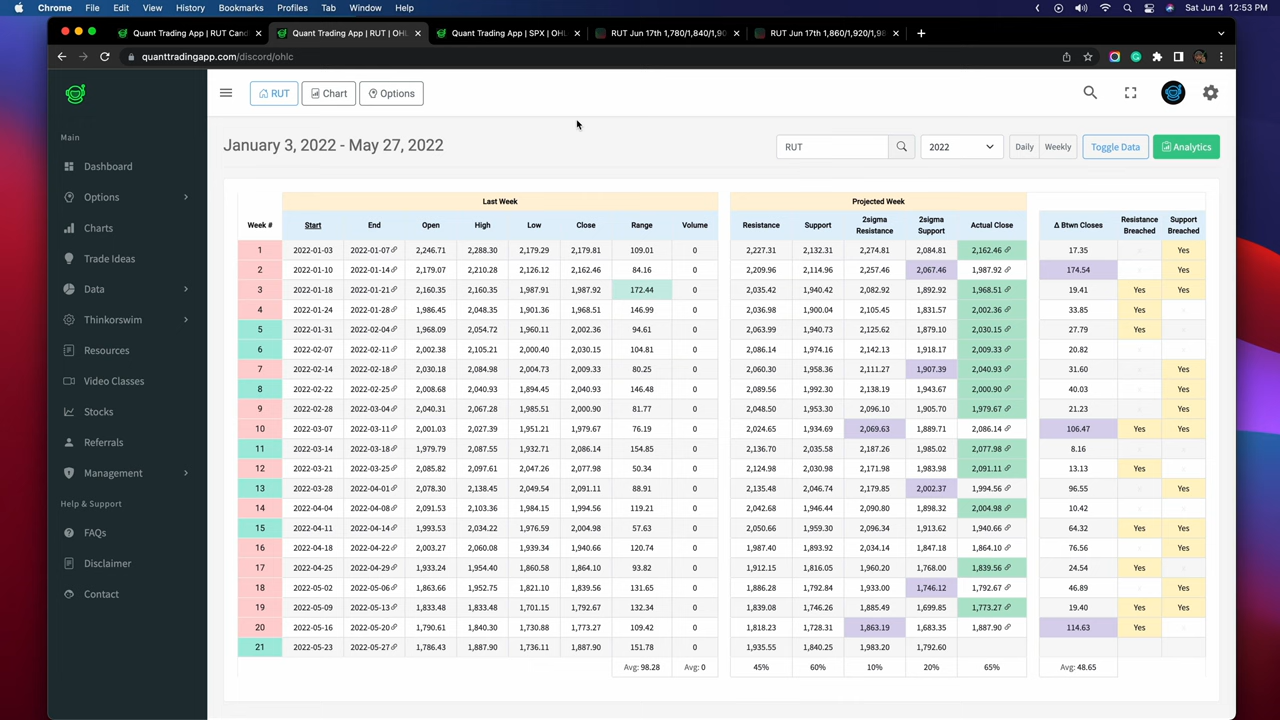 Chrome File Edit View History Bookmarks Profiles Tab Window Help Sat Jun 4 12:53 PM
Quant Trading App | RUT Cand Quant Trading App | RUT | OHL Quant Trading App | SPX | OHL RUT Jun 17th 1,780/1,840/1,90 RUT Jun 17th 1,860/1,920/1,98
quanttradingapp.com/discord/ohlc
RUT Chart Options
Main
Dashboard
Options
Charts
Trade Ideas
Data
Thinkorswim
Resources
Video Classes
Stocks
Referrals
Management
Help & Support
FAQs
Disclaimer
Contact
January 3, 2022 - May 27, 2022 RUT 2022 Daily Weekly Toggle Data Analytics
Last Week Projected Week
Week # Start End Open High Low Close Range Volume Resistance Support 2sigma Resistance 2sigma Support Actual Close Δ Btwn Closes Resistance Breached Support Breached
1 2022-01-03 2022-01-07 2,246.71 2,288.30 2,179.29 2,179.81 109.01 0 2,227.31 2,132.31 2,274.81 2,084.81 2,162.46 17.35 Yes
2 2022-01-10 2022-01-14 2,179.07 2,210.28 2,126.12 2,162.46 84.16 0 2,209.96 2,114.96 2,257.46 2,067.46 1,987.92 174.54 Yes
3 2022-01-18 2022-01-21 2,160.35 2,160.35 1,987.91 1,987.92 172.44 0 2,035.42 1,940.42 2,082.92 1,892.92 1,968.51 19.41 Yes Yes
4 2022-01-24 2022-01-28 1,986.45 2,048.35 1,901.36 1,968.51 146.99 0 2,036.98 1,900.04 2,105.45 1,831.57 2,002.36 33.85 Yes
5 2022-01-31 2022-02-04 1,968.09 2,054.72 1,960.11 2,002.36 94.61 0 2,063.99 1,940.73 2,125.62 1,879.10 2,030.15 27.79 Yes
6 2022-02-07 2022-02-11 2,002.38 2,105.21 2,000.40 2,030.15 104.81 0 2,086.14 1,974.16 2,142.13 1,918.17 2,009.33 20.82
7 2022-02-14 2022-02-18 2,030.18 2,084.98 2,004.73 2,009.33 80.25 0 2,060.30 1,958.36 2,111.27 1,907.39 2,040.93 31.60 Yes
8 2022-02-22 2022-02-25 2,008.68 2,040.93 1,894.45 2,040.93 146.48 0 2,089.56 1,992.30 2,138.19 1,943.67 2,000.90 40.03 Yes
9 2022-02-28 2022-03-04 2,040.31 2,067.28 1,985.51 2,000.90 81.77 0 2,048.50 1,953.30 2,096.10 1,905.70 1,979.67 21.23 Yes
10 2022-03-07 2022-03-11 2,001.03 2,027.39 1,951.21 1,979.67 76.19 0 2,024.65 1,934.69 2,069.63 1,889.71 2,086.14 106.47 Yes Yes
11 2022-03-14 2022-03-18 1,979.79 2,087.55 1,932.71 2,086.14 154.85 0 2,136.70 2,035.58 2,187.26 1,985.02 2,077.98 8.16
12 2022-03-21 2022-03-25 2,085.82 2,097.61 2,047.26 2,077.98 50.34 0 2,124.98 2,030.98 2,171.98 1,983.98 2,091.11 13.13 Yes
13 2022-03-28 2022-04-01 2,078.30 2,138.45 2,049.54 2,091.11 88.91 0 2,135.48 2,046.74 2,179.85 2,002.37 1,994.56 96.55 Yes
14 2022-04-04 2022-04-08 2,091.53 2,103.36 1,984.15 1,994.56 119.21 0 2,042.68 1,946.44 2,090.80 1,898.32 2,004.98 10.42
15 2022-04-11 2022-04-14 1,993.53 2,034.22 1,976.59 2,004.98 57.63 0 2,050.66 1,959.30 2,096.34 1,913.62 1,940.66 64.32 Yes Yes
16 2022-04-18 2022-04-22 2,003.27 2,060.08 1,939.34 1,940.66 120.74 0 1,987.40 1,893.92 2,034.14 1,847.18 1,864.10 76.56 Yes
17 2022-04-25 2022-04-29 1,933.24 1,954.40 1,860.58 1,864.10 93.82 0 1,912.15 1,816.05 1,960.20 1,768.00 1,839.56 24.54 Yes
18 2022-05-02 2022-05-06 1,863.66 1,952.75 1,821.10 1,839.56 131.65 0 1,886.28 1,792.84 1,933.00 1,746.12 1,792.67 46.89 Yes
19 2022-05-09 2022-05-13 1,833.48 1,833.48 1,701.15 1,792.67 132.34 0 1,839.08 1,746.26 1,885.49 1,699.85 1,773.27 19.40 Yes Yes
20 2022-05-16 2022-05-20 1,790.61 1,840.30 1,730.88 1,773.27 109.42 0 1,818.23 1,728.31 1,863.19 1,683.35 1,887.90 114.63 Yes
21 2022-05-23 2022-05-27 1,786.43 1,887.90 1,736.11 1,887.90 151.78 0 1,935.55 1,840.25 1,983.20 1,792.60
Avg: 98.28 Avg: 0 45% 60% 10% 20% 65% Avg: 48.65